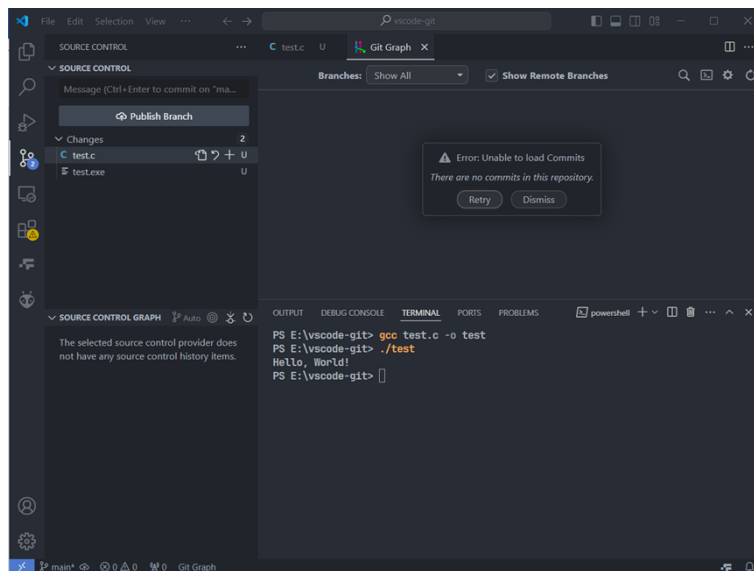 File Edit Selection View ··· vscode-git
SOURCE CONTROL ···
SOURCE CONTROL
Message (Ctrl+Enter to commit on "ma...
Publish Branch
Changes 2
C test.c U
test.exe U
2
C test.c U Git Graph
Branches: Show All Show Remote Branches
Error: Unable to load Commits
There are no commits in this repository.
Retry Dismiss
SOURCE CONTROL GRAPH Auto
The selected source control provider does
not have any source control history items.
OUTPUT DEBUG CONSOLE TERMINAL PORTS PROBLEMS powershell
PS E:\vscode-git> gcc test.c -o test
PS E:\vscode-git> ./test
Hello, World!
PS E:\vscode-git>
main* 0 0 0 Git Graph